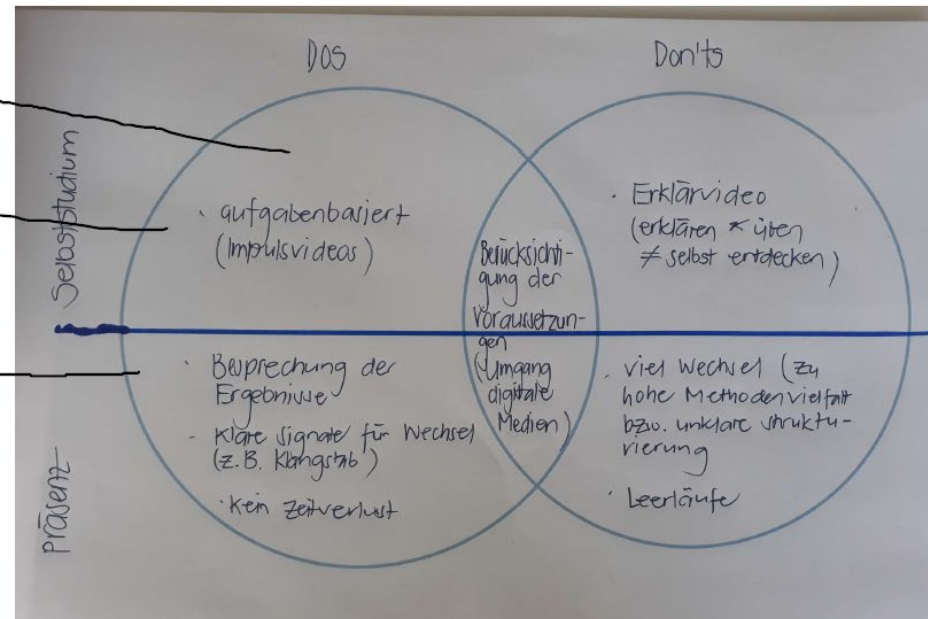 Dos
Don'ts
Selbststudium
· aufgabenbasiert
(Impulsvideos)
Berücksichti-
gung der
Voraussetzun-
gen
(Umgang
digitale
Medien)
· Erklärvideo
(erklären & üben
≠ selbst entdecken)
Präsenz
· Besprechung der
Ergebnisse
- Klare Signale für Wechsel
(z.B. Klangstab)
· Kein Zeitverlust
· viel Wechsel (zu
hohe Methodenvielfalt
bzw. unklare Struktu-
rierung
· Leerläufe